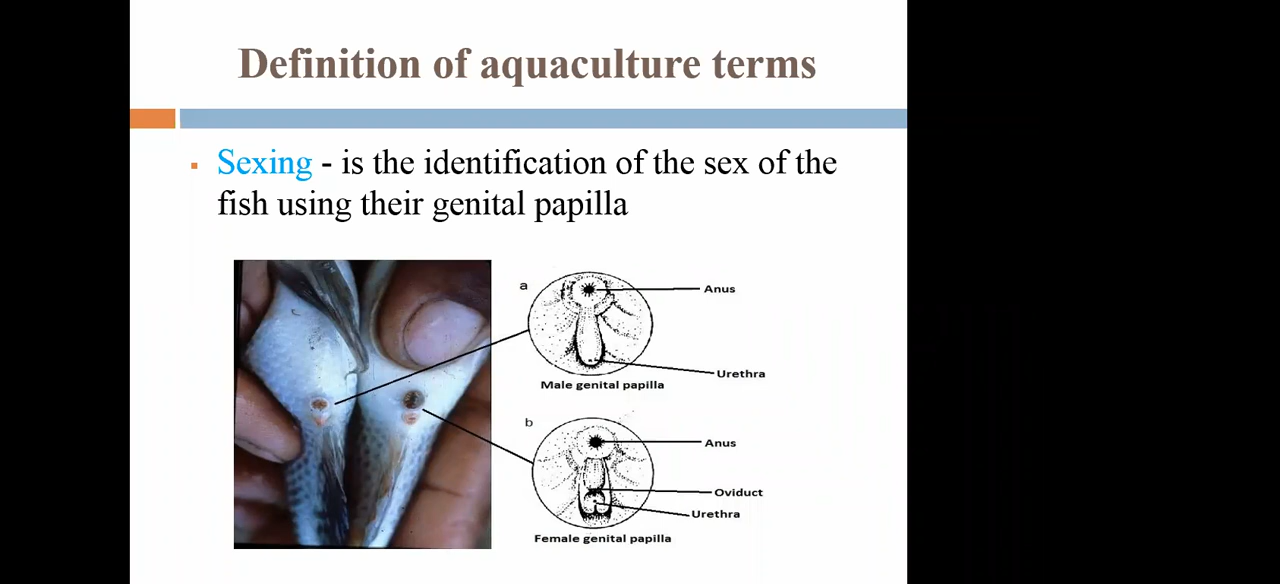 Definition of aquaculture terms
Sexing - is the identification of the sex of the
fish using their genital papilla
a
Anus
Urethra
Male genital papilla
b
Anus
Oviduct
Urethra
Female genital papilla